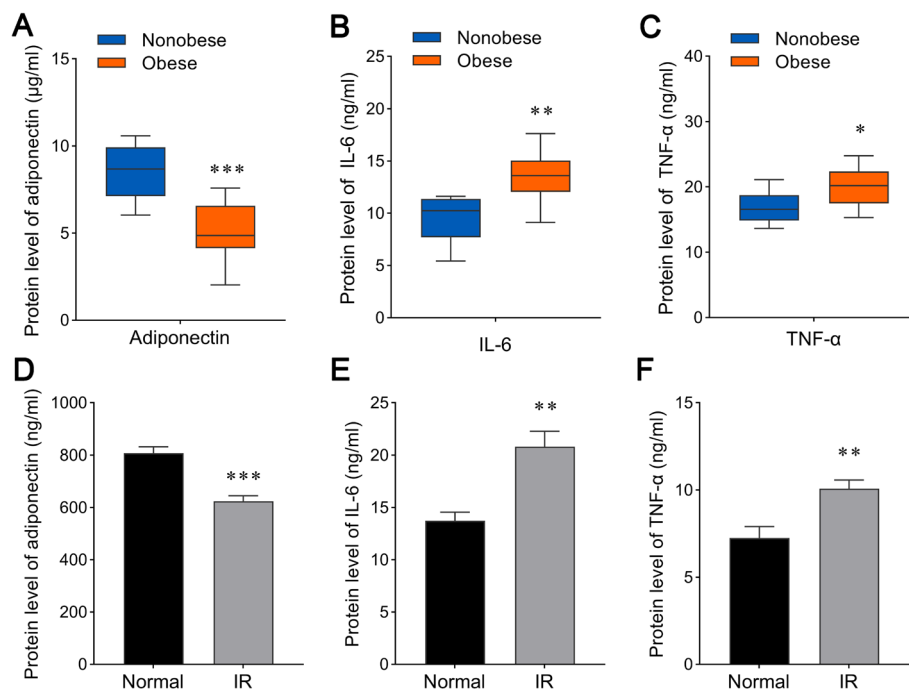 A
Nonobese
Obese
Protein level of adiponectin (μg/ml)
15
10
5
0
***
Adiponectin
B
Nonobese
Obese
Protein level of IL-6 (ng/ml)
25
20
15
10
5
0
**
IL-6
C
Nonobese
Obese
Protein level of TNF-α (ng/ml)
40
30
20
10
0
*
TNF-α
D
Protein level of adiponectin (ng/ml)
1000
800
600
400
200
0
***
Normal IR
E
Protein level of IL-6 (ng/ml)
25
20
15
10
5
0
**
Normal IR
F
Protein level of TNF-α (ng/ml)
15
10
5
0
**
Normal IR